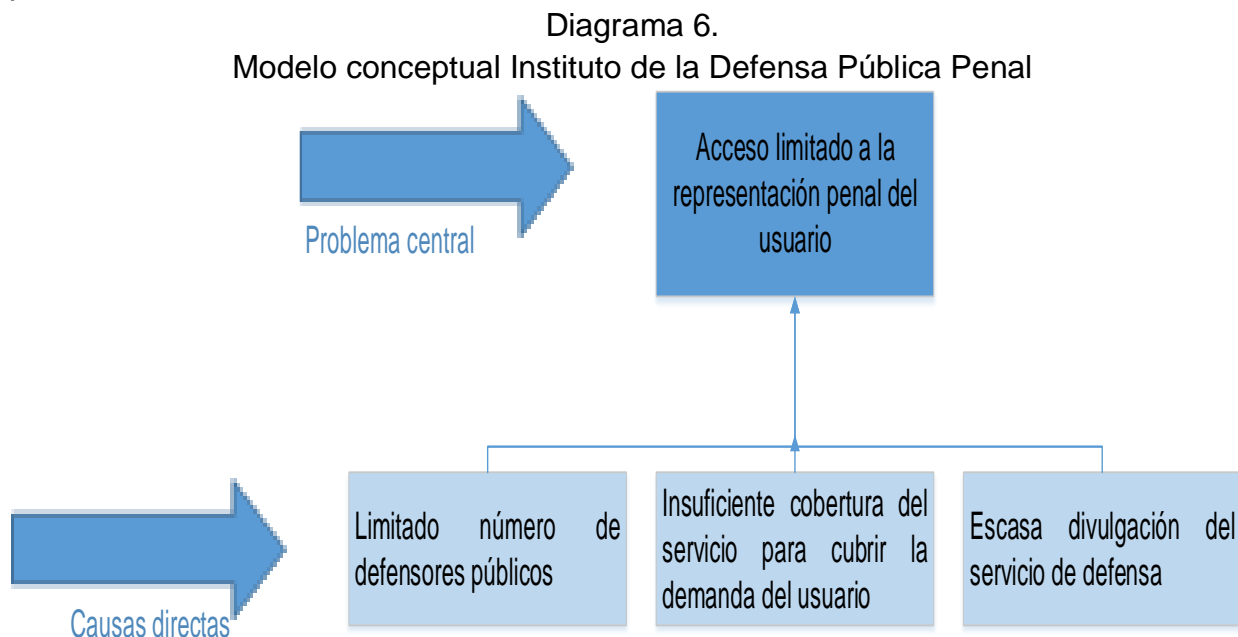 Diagrama 6.
Modelo conceptual Instituto de la Defensa Pública Penal
Acceso limitado a la
representación penal del
usuario
Problema central
Limitado número de
defensores públicos
Insuficiente cobertura del
servicio para cubrir la
demanda del usuario
Escasa divulgación del
servicio de defensa
Causas directas